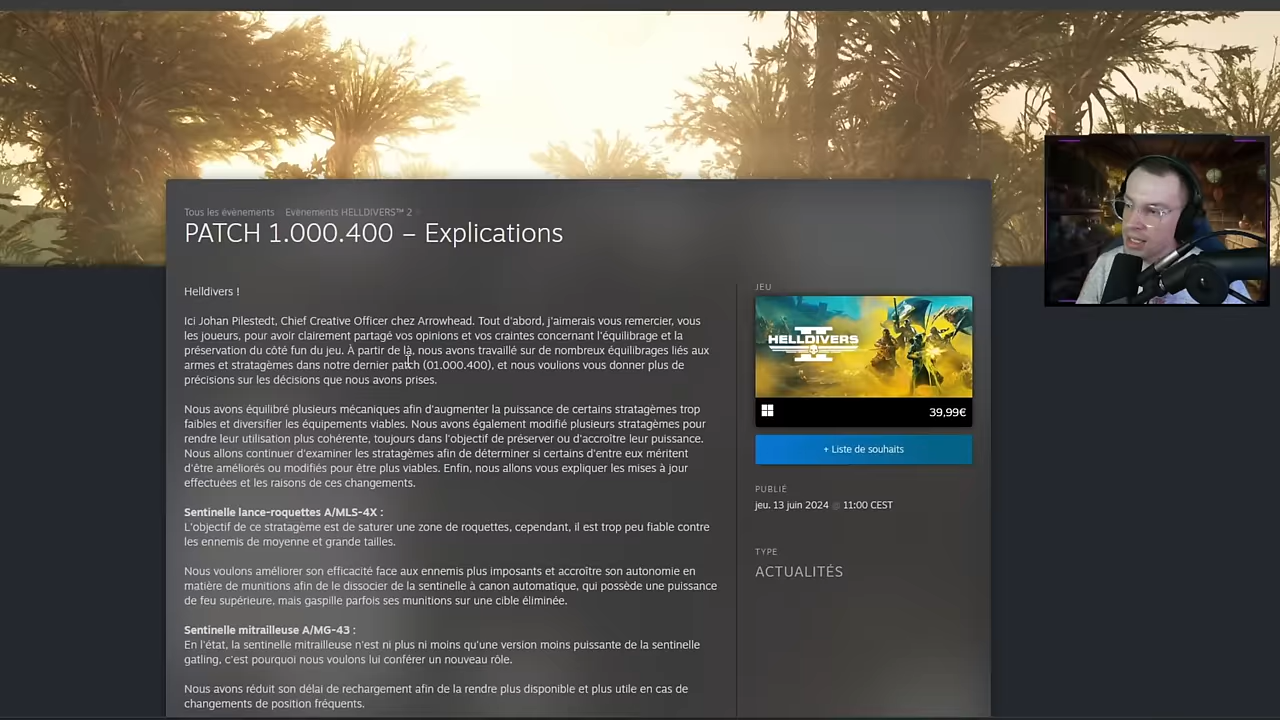 Tous les évènements Evènements HELLDIVERS™ 2
PATCH 1.000.400 – Explications
Helldivers !
Ici Johan Pilestedt, Chief Creative Officer chez Arrowhead. Tout d'abord, j'aimerais vous remercier, vous
les joueurs, pour avoir clairement partagé vos opinions et vos craintes concernant l'équilibrage et la
préservation du côté fun du jeu. À partir de là, nous avons travaillé sur de nombreux équilibrages liés aux
armes et stratagèmes dans notre dernier patch (01.000.400), et nous voulions vous donner plus de
précisions sur les décisions que nous avons prises.
Nous avons équilibré plusieurs mécaniques afin d'augmenter la puissance de certains stratagèmes trop
faibles et diversifier les équipements viables. Nous avons également modifié plusieurs stratagèmes pour
rendre leur utilisation plus cohérente, toujours dans l'objectif de préserver ou d'accroître leur puissance.
Nous allons continuer d'examiner les stratagèmes afin de déterminer si certains d'entre eux méritent
d'être améliorés ou modifiés pour être plus viables. Enfin, nous allons vous expliquer les mises à jour
effectuées et les raisons de ces changements.
Sentinelle lance-roquettes A/MLS-4X :
L'objectif de ce stratagème est de saturer une zone de roquettes, cependant, il est trop peu fiable contre
les ennemis de moyenne et grande tailles.
Nous voulons améliorer son efficacité face aux ennemis plus imposants et accroître son autonomie en
matière de munitions afin de le dissocier de la sentinelle à canon automatique, qui possède une puissance
de feu supérieure, mais gaspille parfois ses munitions sur une cible éliminée.
Sentinelle mitrailleuse A/MG-43 :
En l'état, la sentinelle mitrailleuse n'est ni plus ni moins qu'une version moins puissante de la sentinelle
gatling, c'est pourquoi nous voulons lui conférer un nouveau rôle.
Nous avons réduit son délai de rechargement afin de la rendre plus disponible et plus utile en cas de
changements de position fréquents.
JEU
HELLDIVERS
II
39,99€
+ Liste de souhaits
PUBLIÉ
jeu. 13 juin 2024 @ 11:00 CEST
TYPE
ACTUALITÉS